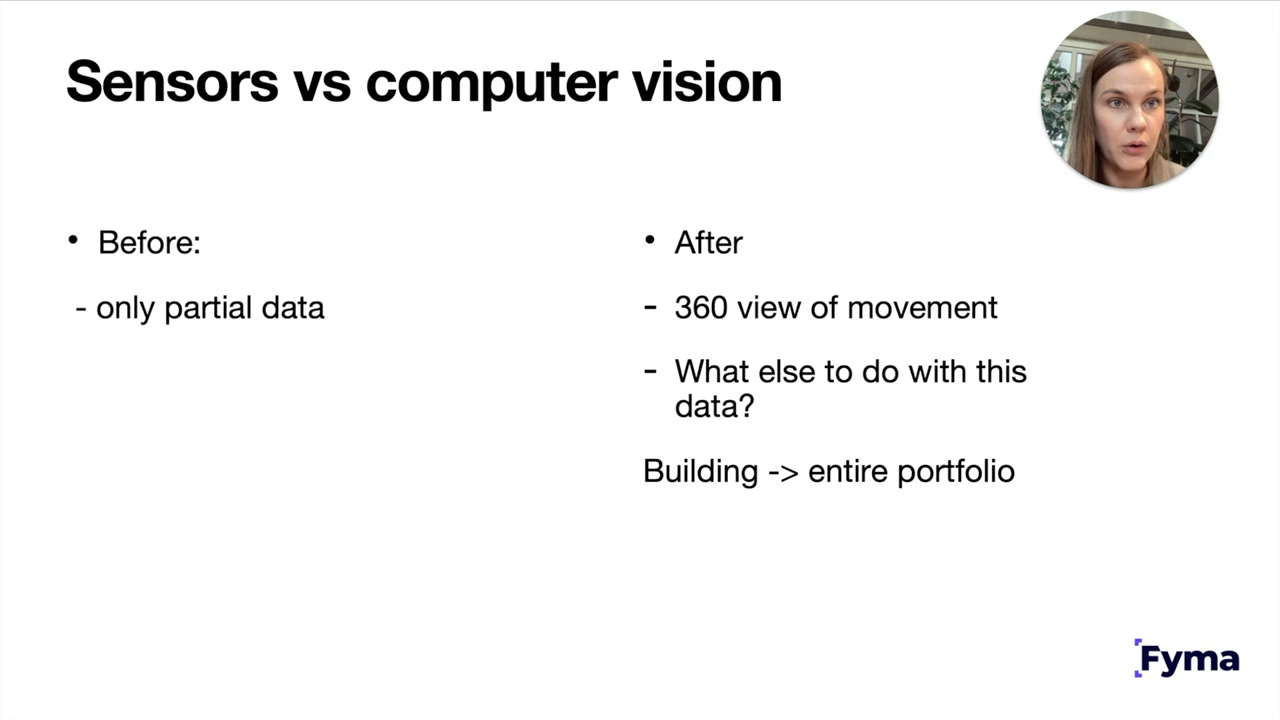 Sensors vs computer vision
• Before:
- only partial data
• After
- 360 view of movement
- What else to do with this
data?
Building -> entire portfolio
Fyma